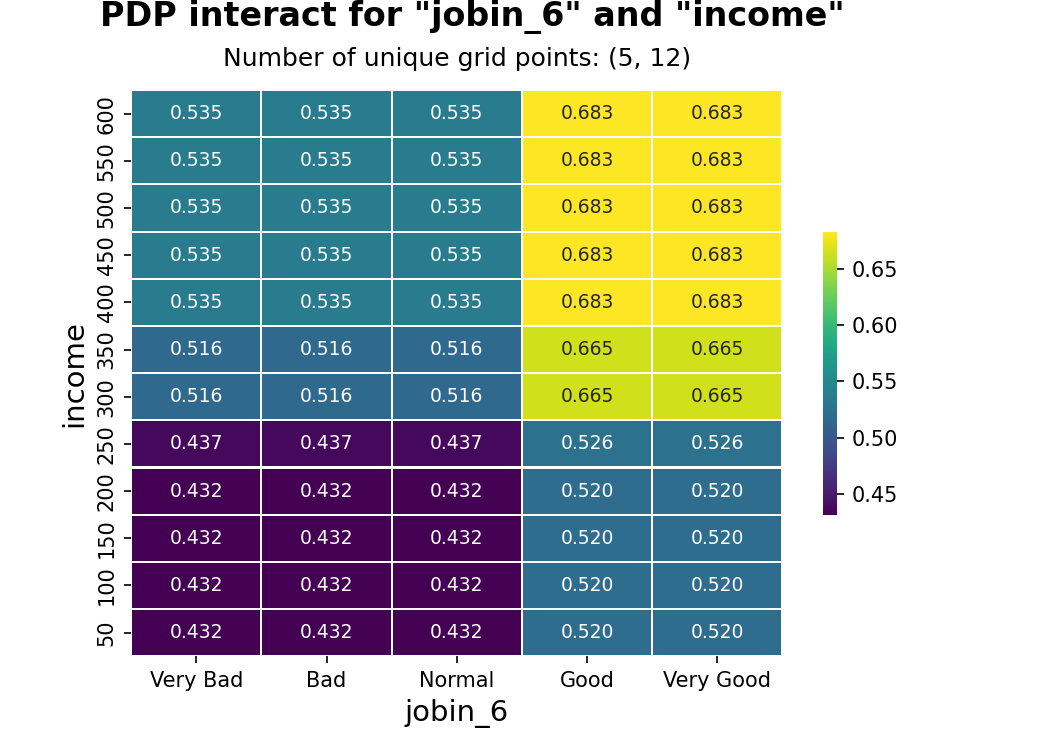 PDP interact for "jobin_6" and "income"
Number of unique grid points: (5, 12)
income
600 0.535 0.535 0.535 0.683 0.683
550 0.535 0.535 0.535 0.683 0.683
500 0.535 0.535 0.535 0.683 0.683
450 0.535 0.535 0.535 0.683 0.683
400 0.535 0.535 0.535 0.683 0.683
350 0.516 0.516 0.516 0.665 0.665
300 0.516 0.516 0.516 0.665 0.665
250 0.437 0.437 0.437 0.526 0.526
200 0.432 0.432 0.432 0.520 0.520
150 0.432 0.432 0.432 0.520 0.520
100 0.432 0.432 0.432 0.520 0.520
50 0.432 0.432 0.432 0.520 0.520
Very Bad Bad Normal Good Very Good
jobin_6
0.65
0.60
0.55
0.50
0.45